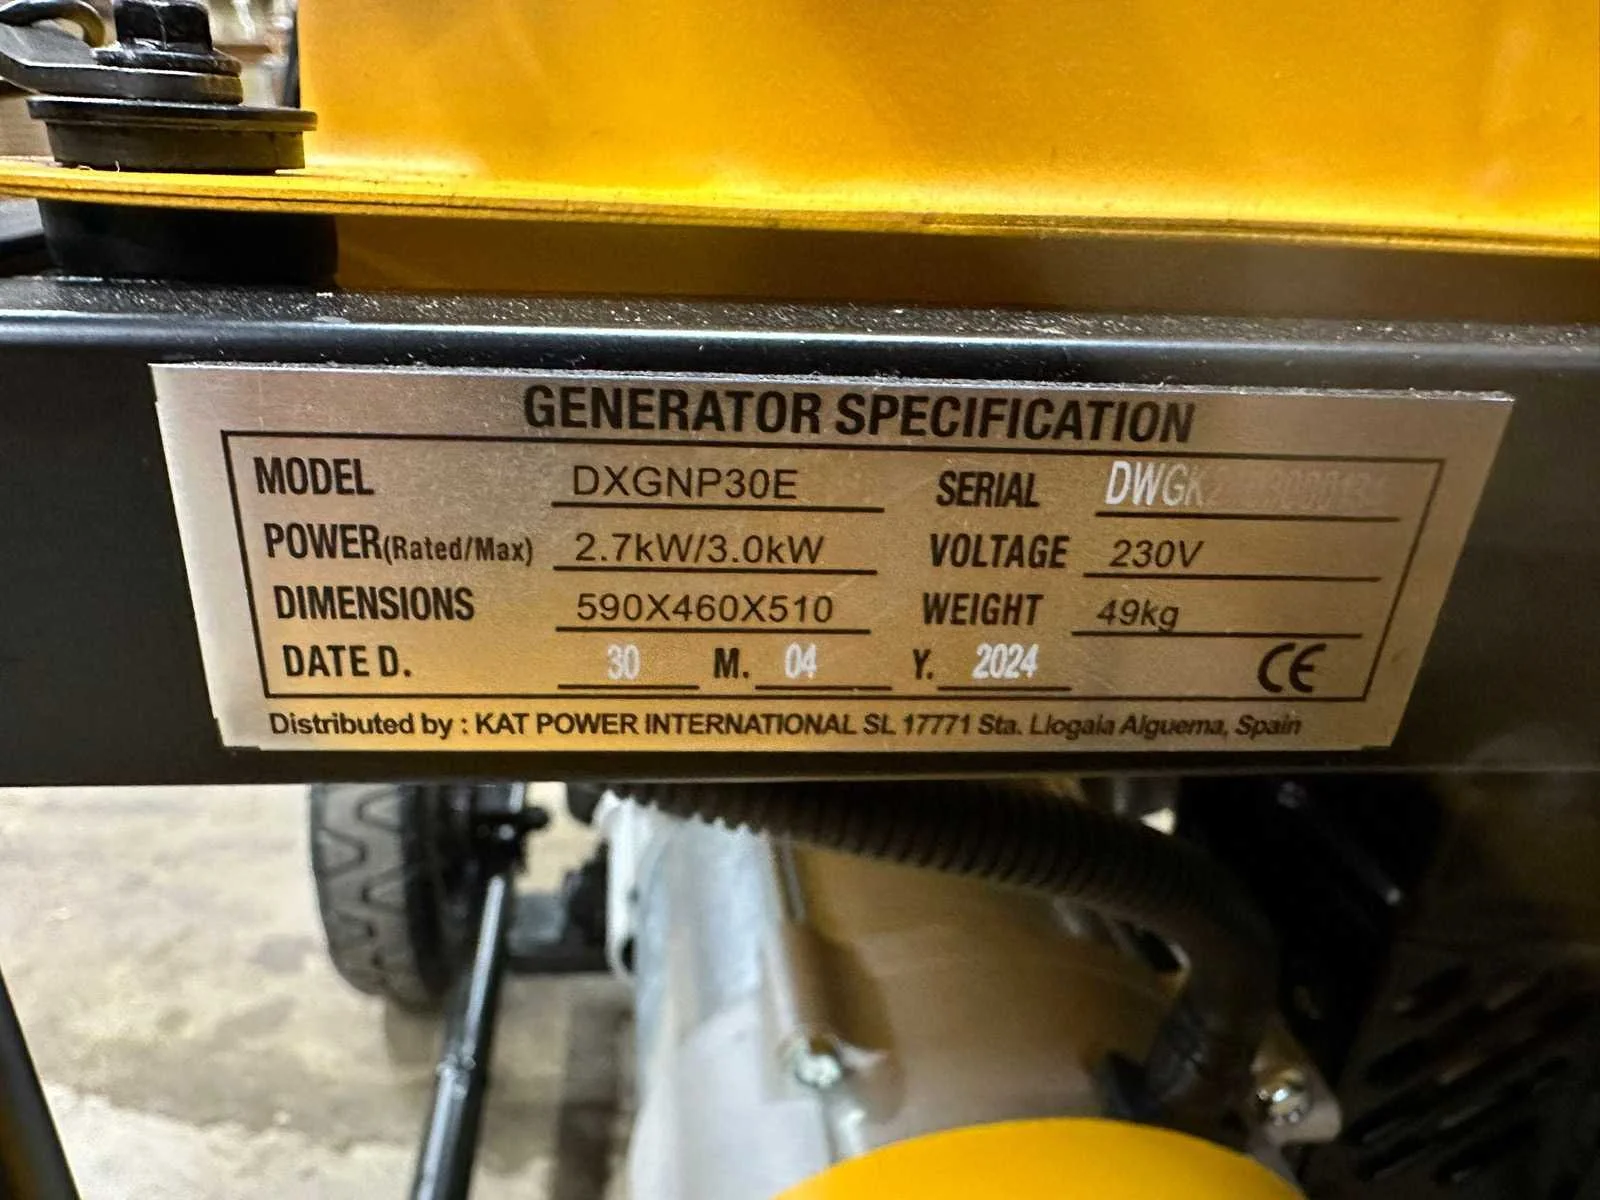 GENERATOR SPECIFICATION
MODEL DXGNP30E SERIAL
POWER(Rated/Max) 2.7kW/3.0kW VOLTAGE 230V
DIMENSIONS 590X460X510 WEIGHT 49kg
DATE D. 30 M. 04 Y. 2024 CE
Distributed by : KAT POWER INTERNATIONAL SL 17771 Sta. Llogaia Alguema, Spain